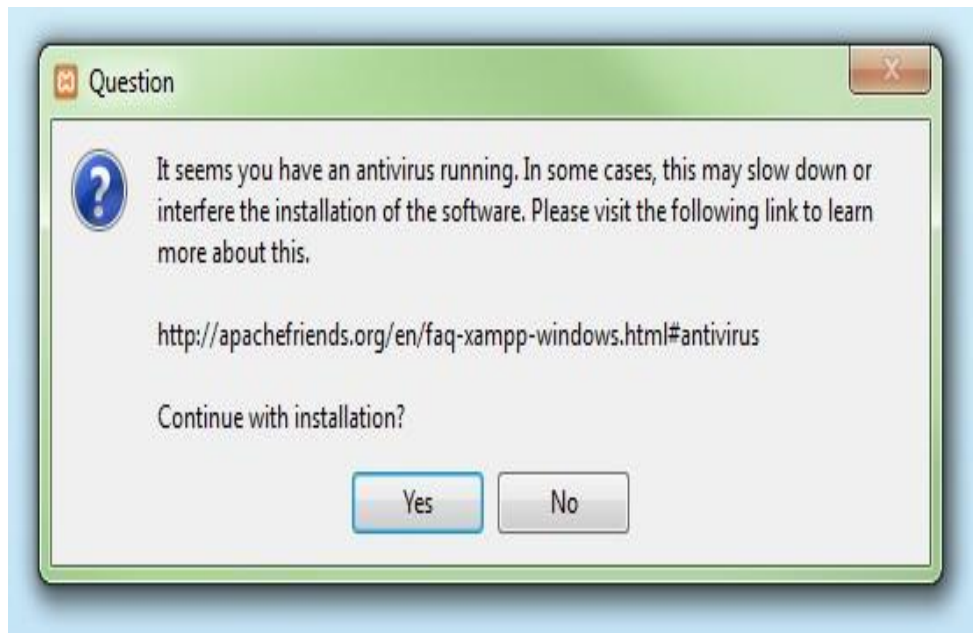 Question
It seems you have an antivirus running. In some cases, this may slow down or
interfere the installation of the software. Please visit the following link to learn
more about this.
http://apachefriends.org/en/faq-xampp-windows.html#antivirus
Continue with installation?
Yes
No